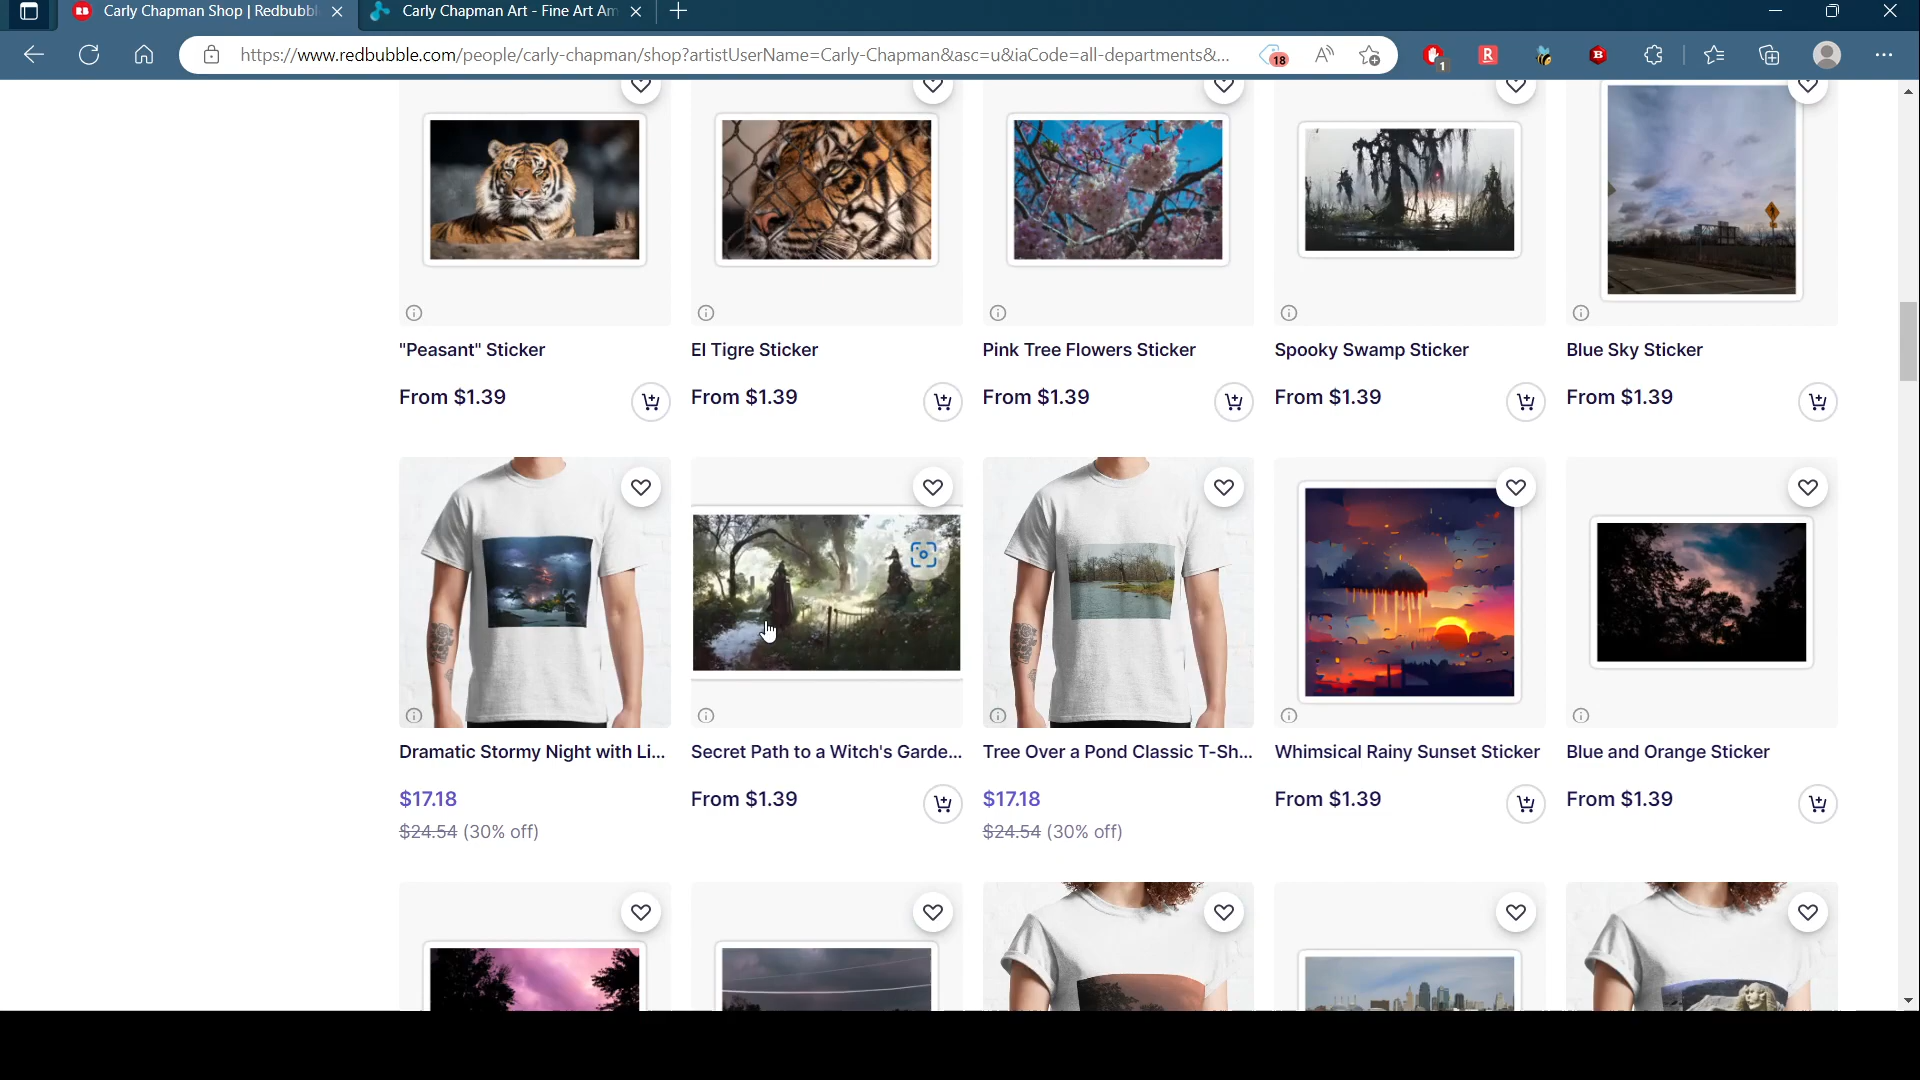 Carly Chapman Shop | Redbubbl
Carly Chapman Art - Fine Art Am
https://www.redbubble.com/people/carly-chapman/shop?artistUserName=Carly-Chapman&asc=u&iaCode=all-departments&...
18
1
"Peasant" Sticker
El Tigre Sticker
Pink Tree Flowers Sticker
Spooky Swamp Sticker
Blue Sky Sticker
From $1.39
From $1.39
From $1.39
From $1.39
From $1.39
Dramatic Stormy Night with Li...
Secret Path to a Witch's Garde...
Tree Over a Pond Classic T-Sh...
Whimsical Rainy Sunset Sticker
Blue and Orange Sticker
$17.18
From $1.39
$17.18
From $1.39
From $1.39
$24.54 (30% off)
$24.54 (30% off)